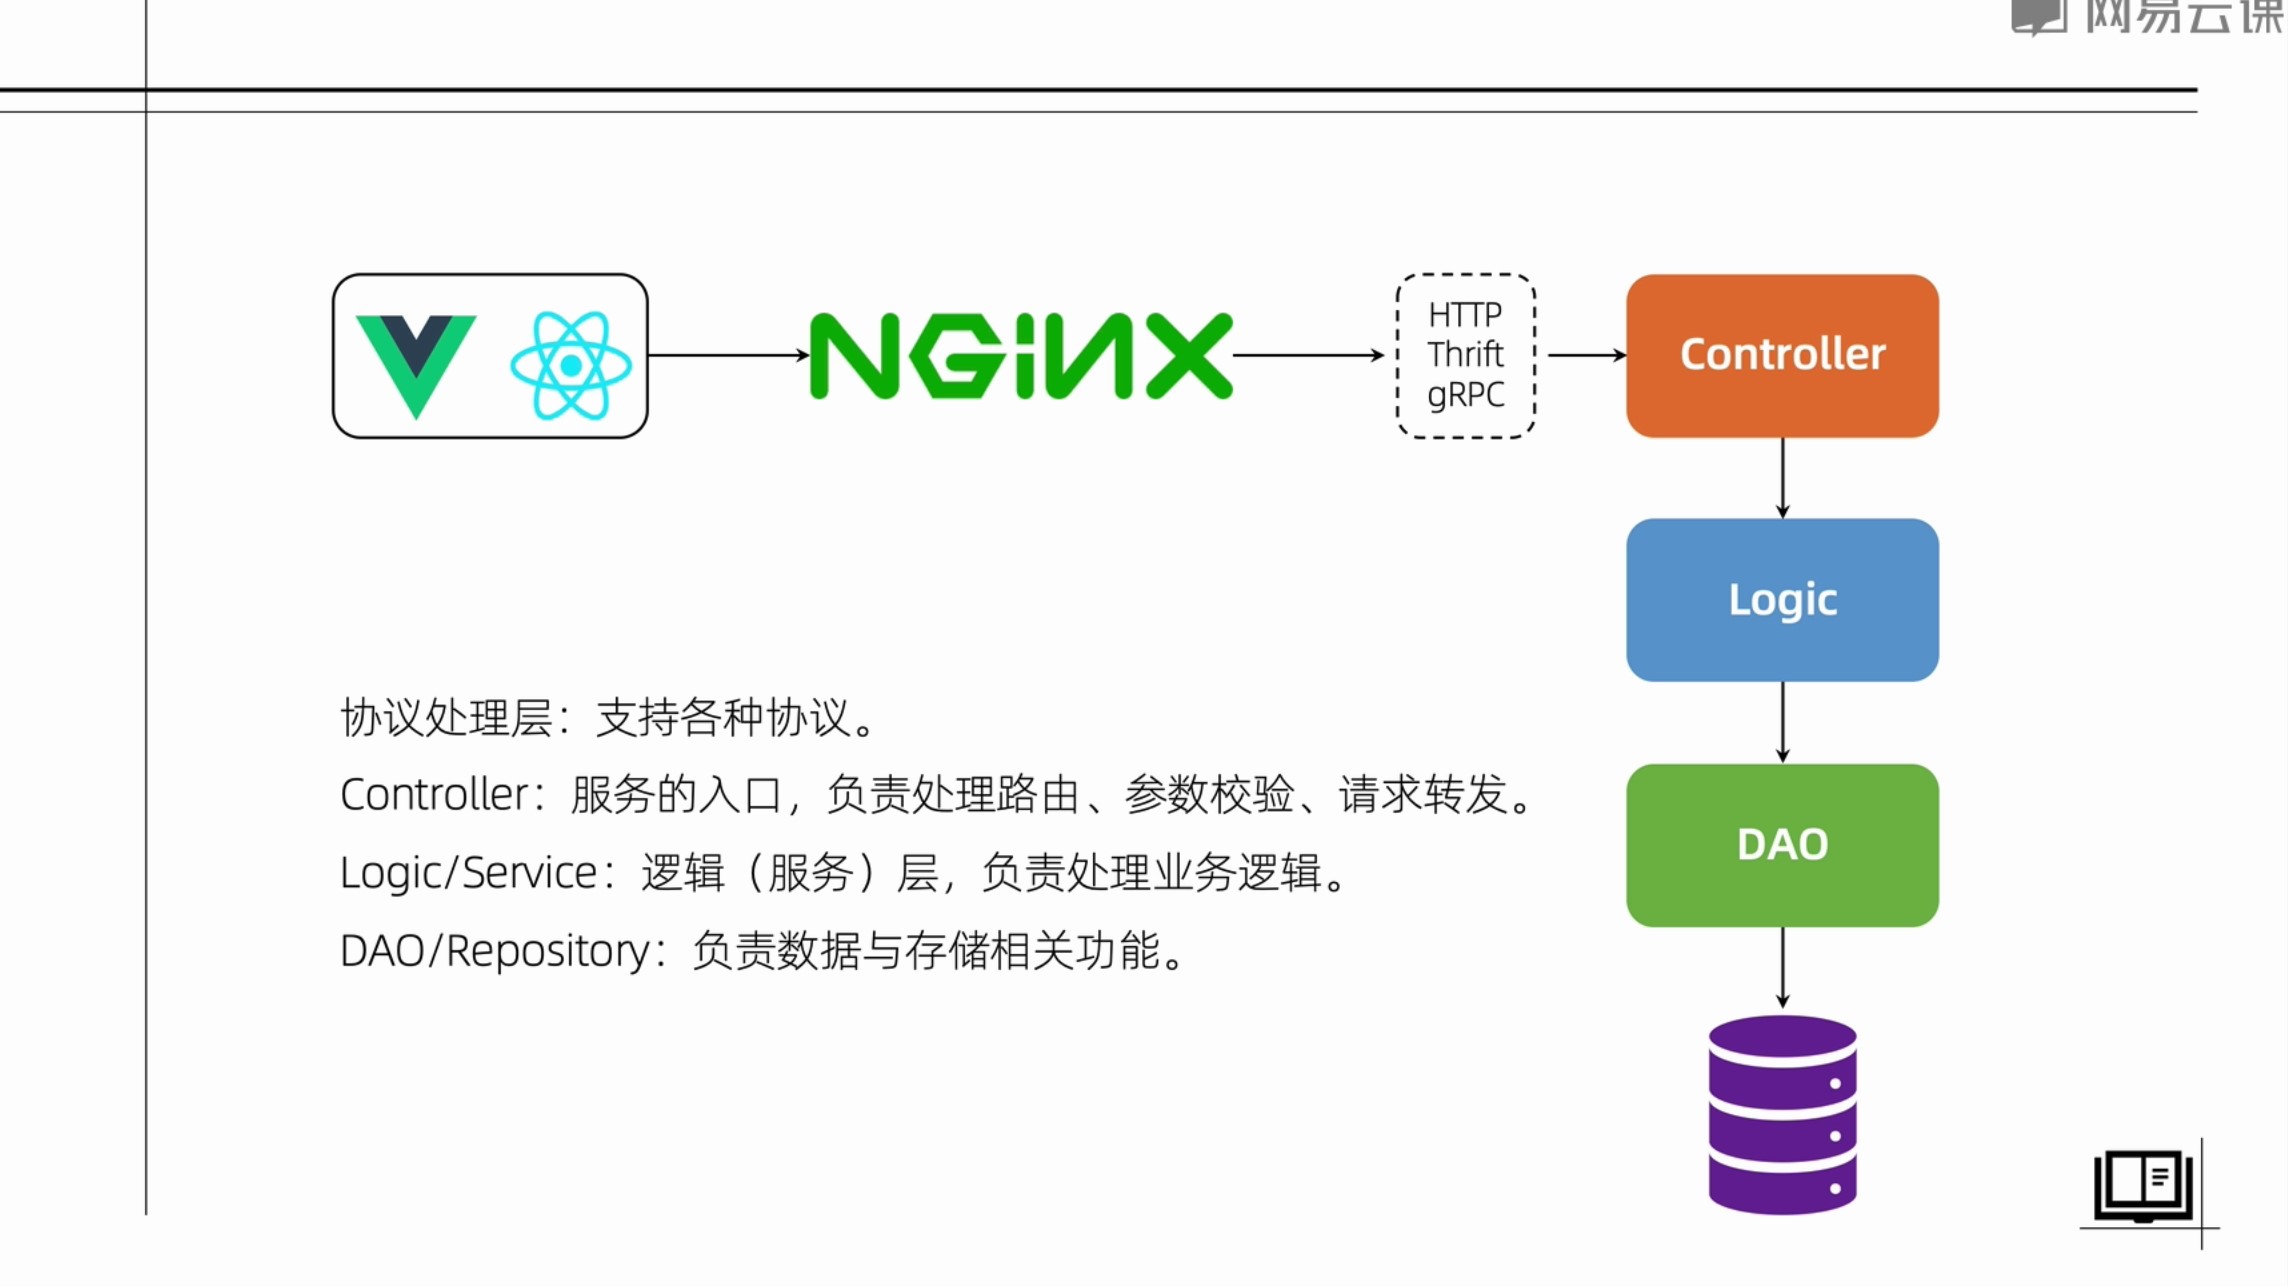 网易云课
NGINX
HTTP
Thrift
gRPC
Controller
Logic
DAO
协议处理层：支持各种协议。
Controller：服务的入口，负责处理路由、参数校验、请求转发。
Logic/Service：逻辑（服务）层，负责处理业务逻辑。
DAO/Repository：负责数据与存储相关功能。